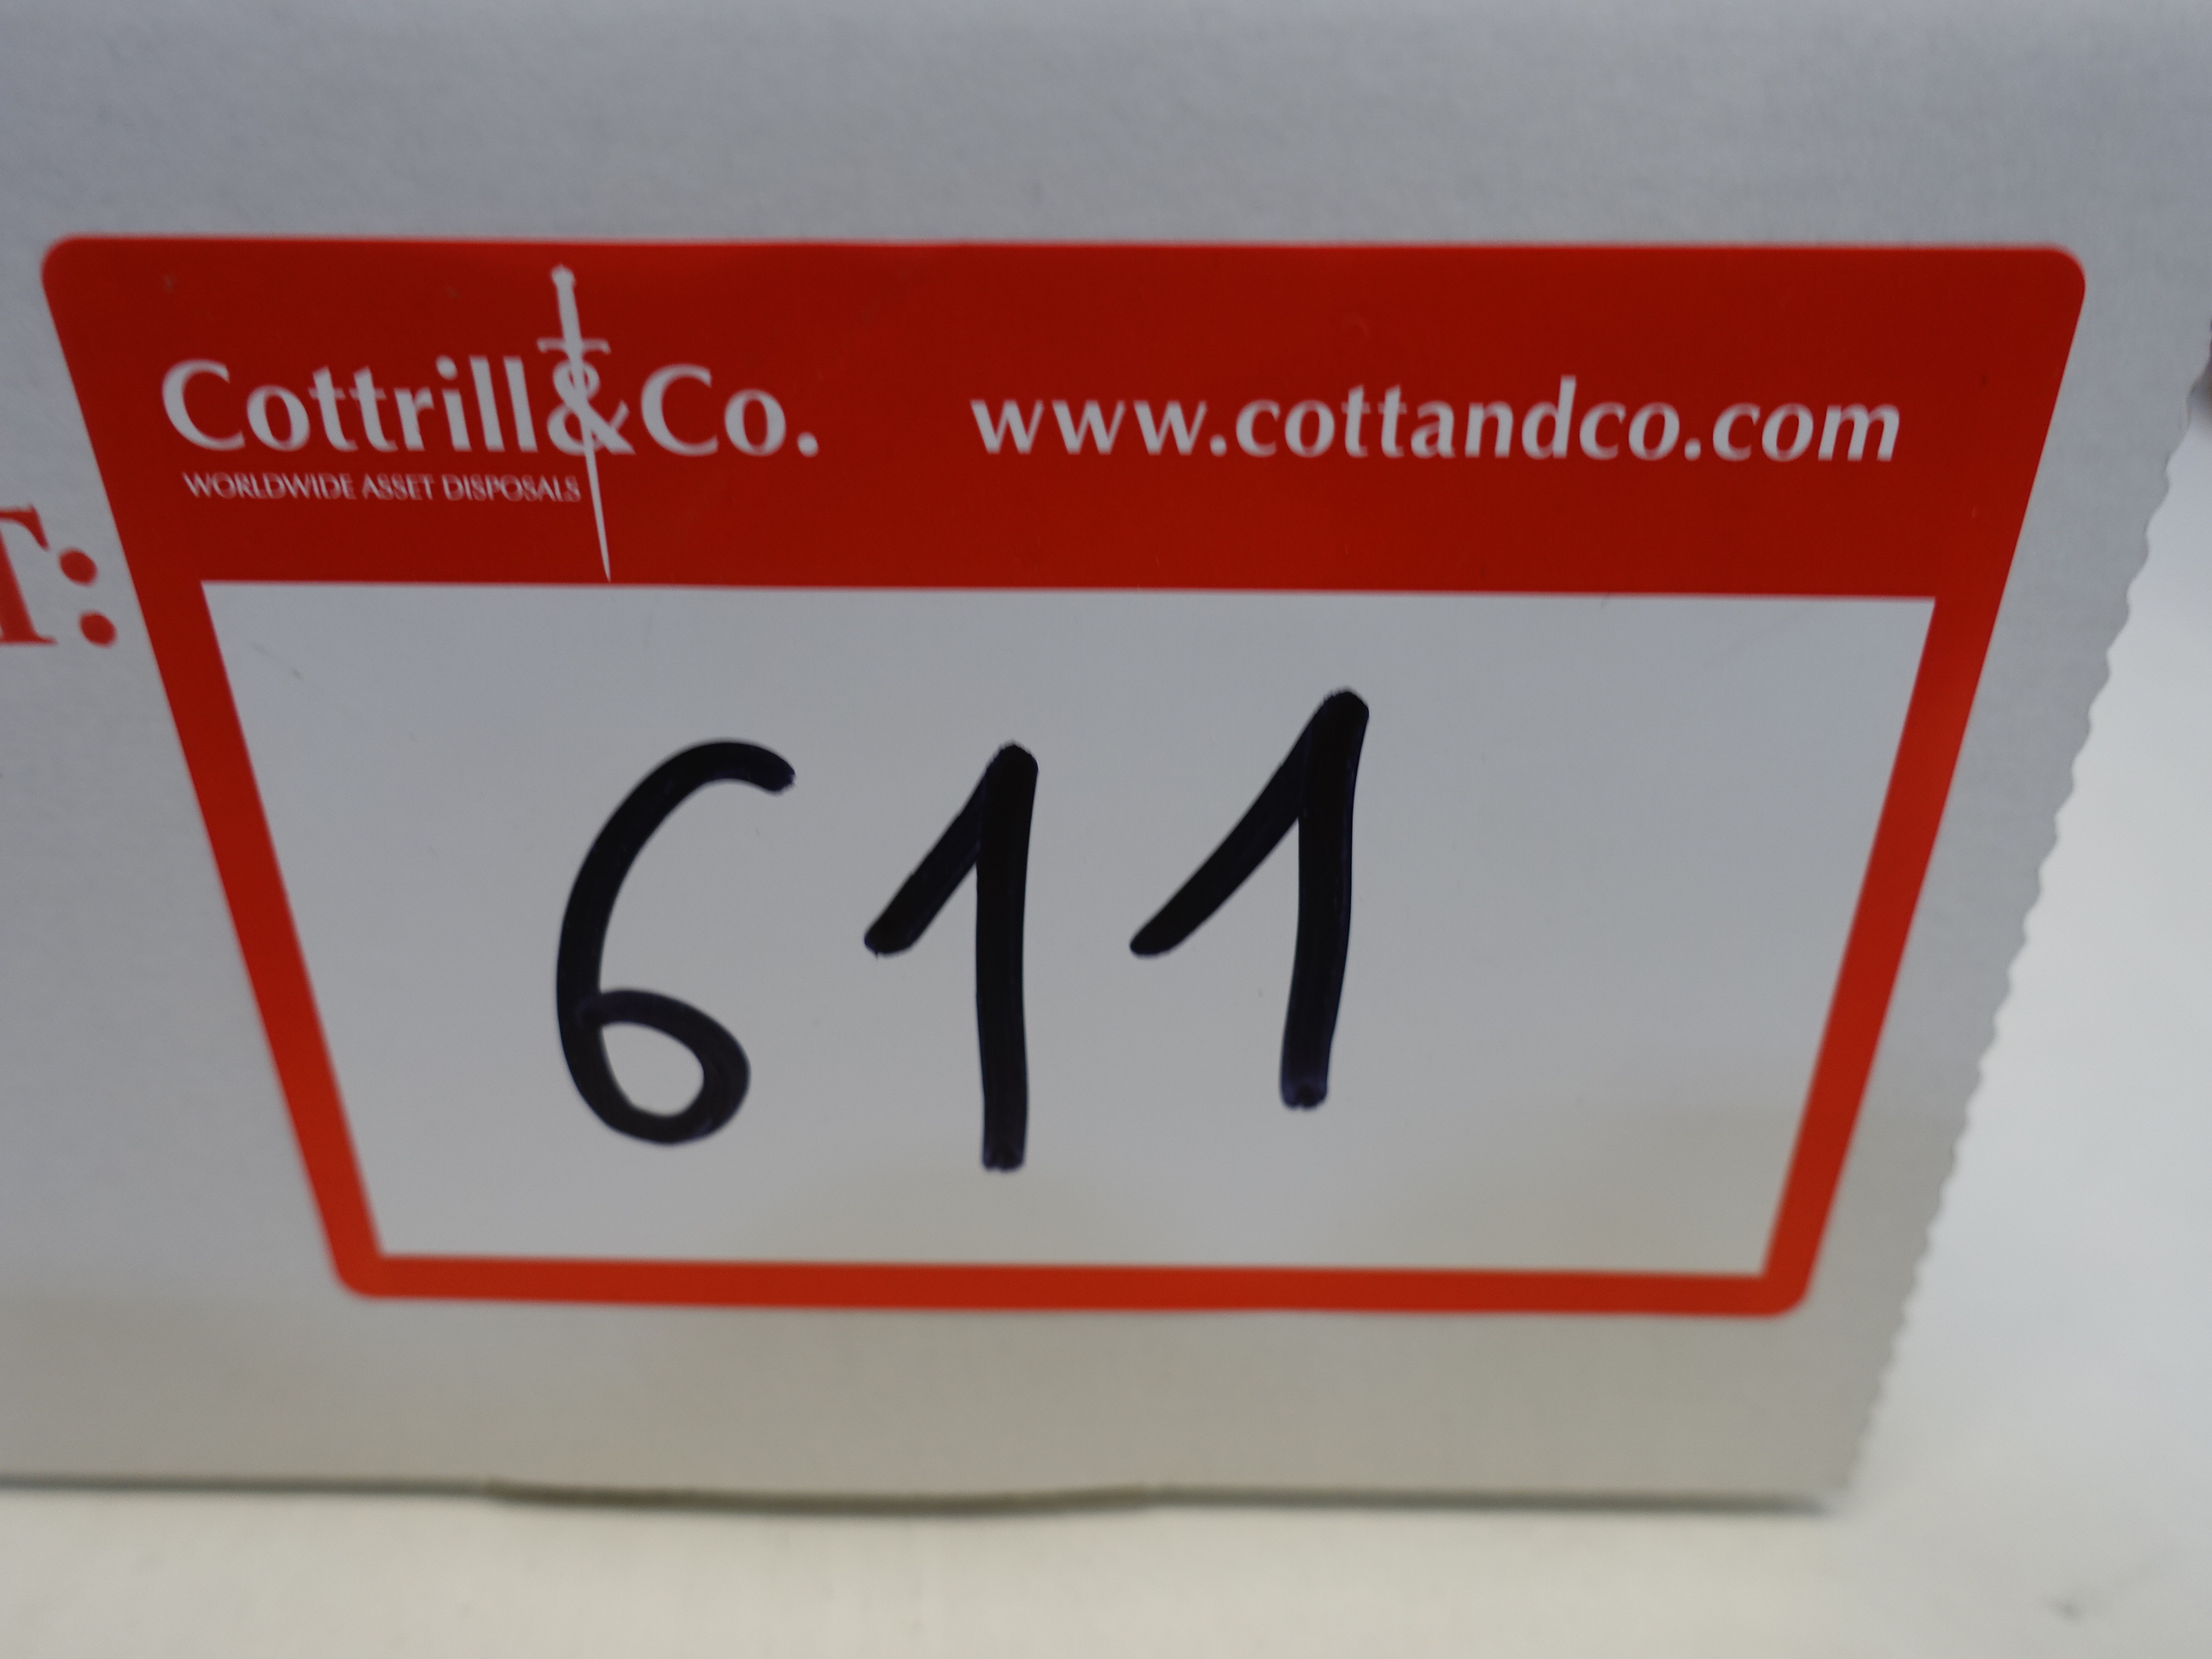 Cottrill&Co. www.cottandco.com
WORLDWIDE ASSET DISPOSALS
T:
611